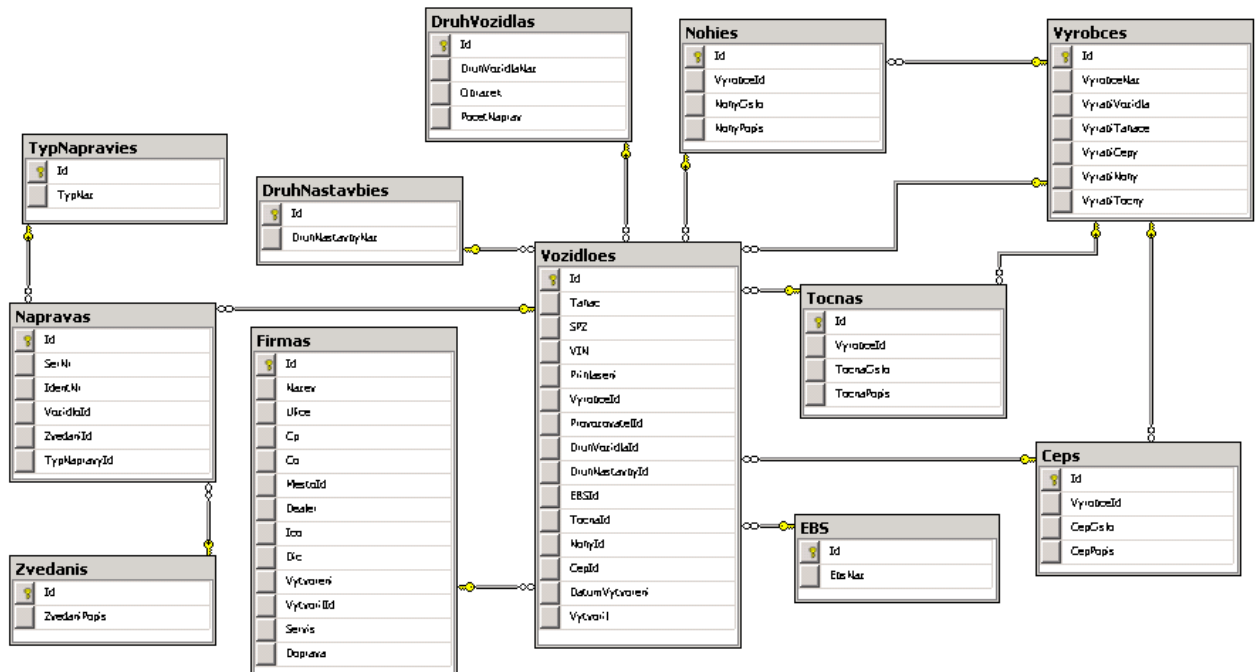 DruhVozidlas
Id
DruhVozidlaNaz
Obrazek
PocetNaprav
Nohies
Id
VyrobceId
NohyCislo
NohyPopis
Vyrobces
Id
VyrobceNaz
VyrabiVozidla
VyrabiTahace
VyrabiCepy
VyrabiNohy
VyrabiTocny
TypNapravies
Id
TypNaz
DruhNastavbies
Id
DruhNastavbyNaz
Vozidloes
Id
Tahac
SPZ
VIN
Prihlaseni
VyrobceId
ProvozovatelId
DruhVozidlaId
DruhNastavbyId
EBSId
TocnaId
NohyId
CepId
DatumVytvoreni
Vytvoril
Tocnas
Id
VyrobceId
TocnaCislo
TocnaPopis
Napravas
Id
SerNr
IdentNr
VozidloId
ZvedaniId
TypNapravyId
Firmas
Id
Nazev
Ulice
Cp
Co
MestoId
Dealer
Ico
Dic
Vytvoreni
VytvorilId
Servis
Doprava
Ceps
Id
VyrobceId
CepCislo
CepPopis
EBS
Id
EbsNaz
Zvedanis
Id
ZvedaniPopis